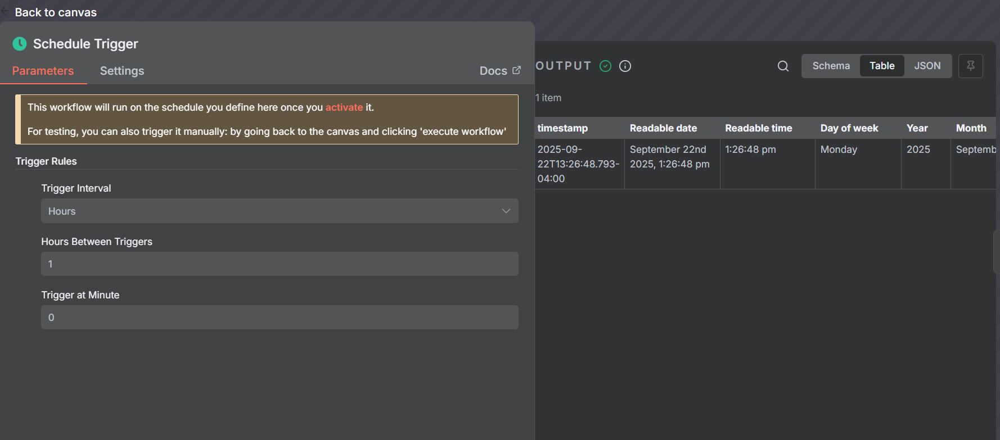 Back to canvas
Schedule Trigger
Parameters
Settings
Docs
This workflow will run on the schedule you define here once you activate it.
For testing, you can also trigger it manually: by going back to the canvas and clicking 'execute workflow'
Trigger Rules
Trigger Interval
Hours
Hours Between Triggers
1
Trigger at Minute
0
OUTPUT
Schema
Table
JSON
1 item
timestamp
Readable date
Readable time
Day of week
Year
Month
2025-09-
22T13:26:48.793-
04:00
September 22nd
2025, 1:26:48 pm
1:26:48 pm
Monday
2025
Septemb